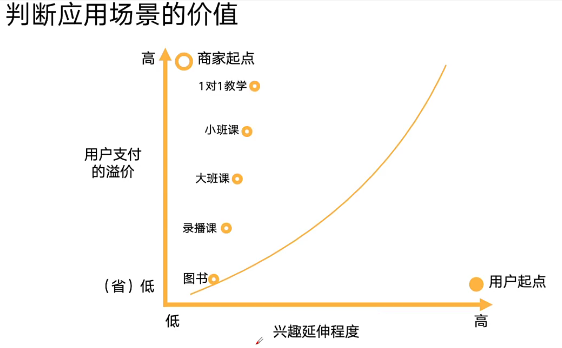 判断应用场景的价值
高
商家起点
1对1教学
小班课
用户支付
的溢价
大班课
录播课
图书
（省）低
用户起点
低
高
兴趣延伸程度